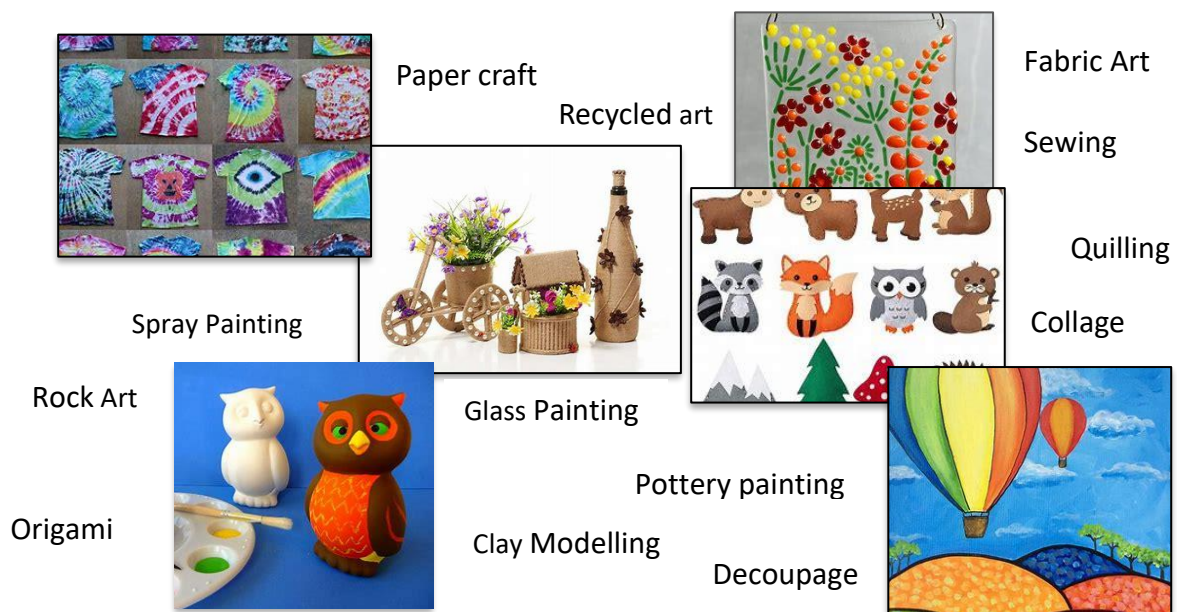 Paper craft
Fabric Art
Recycled art
Sewing
Quilling
Spray Painting
Collage
Rock Art
Glass Painting
Pottery painting
Origami
Clay Modelling
Decoupage